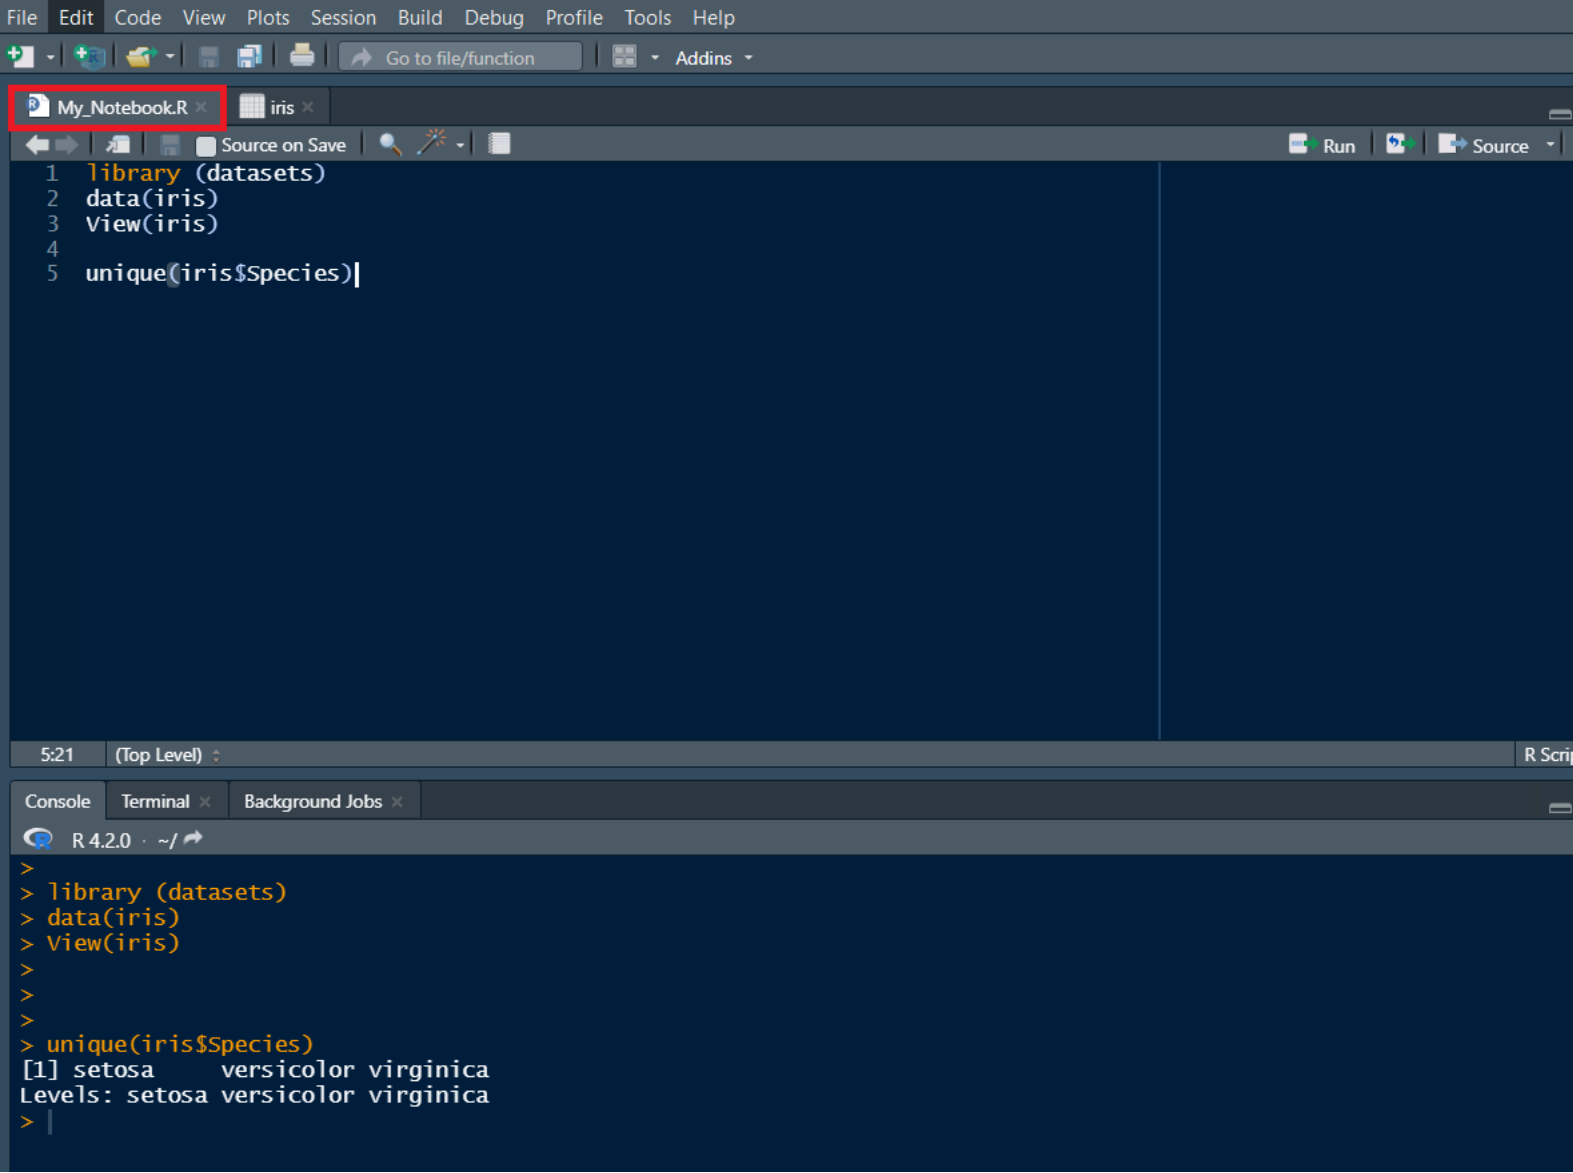 File Edit Code View Plots Session Build Debug Profile Tools Help
Go to file/function Addins
My_Notebook.R iris
Source on Save Run Source
1 library (datasets)
2 data(iris)
3 View(iris)
4
5 unique(iris$Species)
5:21 (Top Level) R Scrip
Console Terminal Background Jobs
R 4.2.0 · ~/
>
> library (datasets)
> data(iris)
> View(iris)
>
>
>
> unique(iris$Species)
[1] setosa     versicolor virginica
Levels: setosa versicolor virginica
>